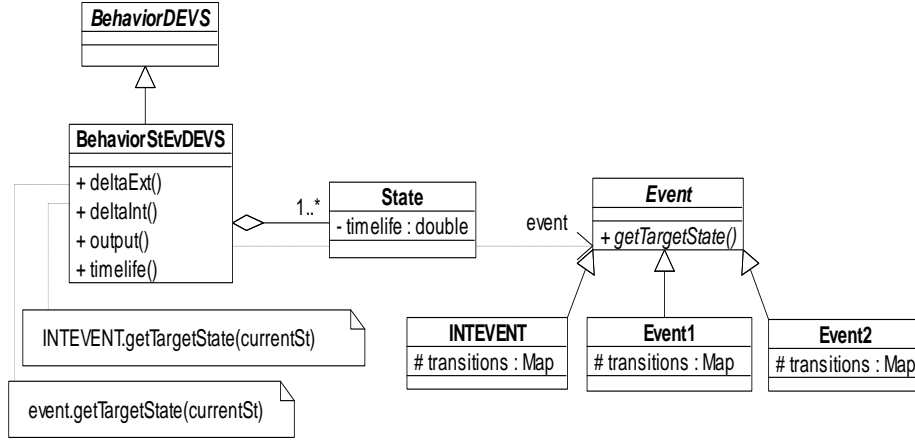 BehaviorDEVS
BehaviorStEvDEVS
+ deltaExt()
+ deltaInt()
+ output()
+ timelife()
1..*
State
- timelife : double
event
Event
+ getTargetState()
INTEVENT
# transitions : Map
Event1
# transitions : Map
Event2
# transitions : Map
INTEVENT.getTargetState(currentSt)
event.getTargetState(currentSt)